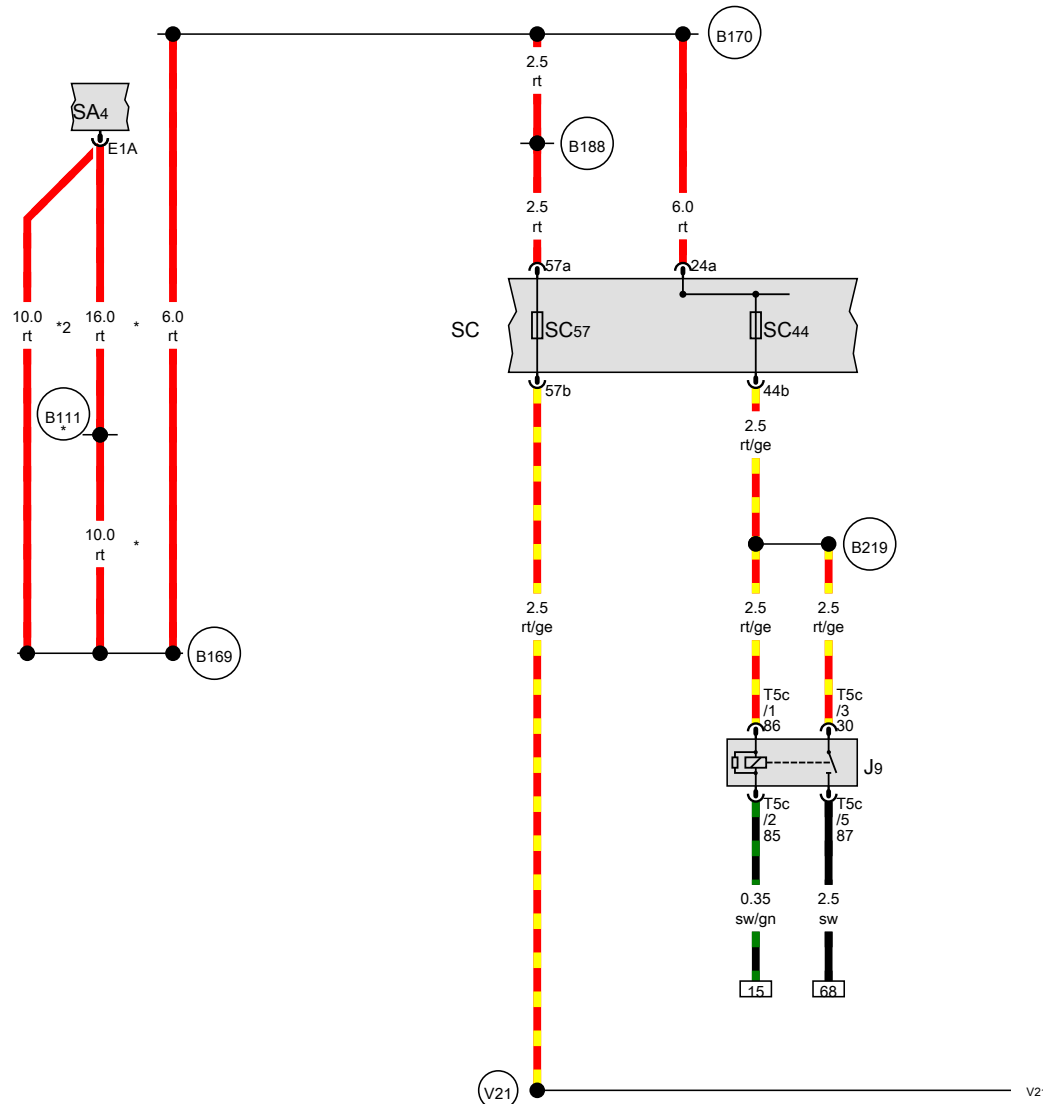 B170
2.5
rt
SA4
E1A
B188
2.5
rt
6.0
rt
57a
24a
10.0
rt
*2
16.0
rt
*
6.0
rt
SC
SC57
SC44
57b
44b
B111
*
2.5
rt/ge
10.0
rt
*
B219
2.5
rt/ge
2.5
rt/ge
2.5
rt/ge
B169
T5c
/1
86
T5c
/3
30
J9
T5c
/2
85
T5c
/5
87
0.35
sw/gn
2.5
sw
15
68
V21